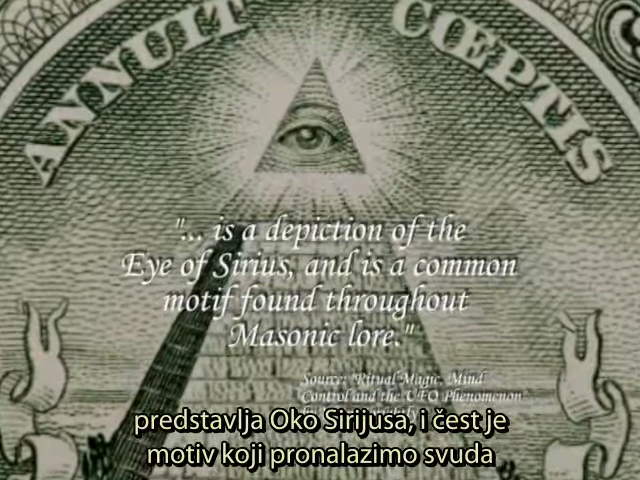 ANNUIT CŒPTIS
"... is a depiction of the
Eye of Sirius, and is a common
motif found throughout
Masonic lore."
Source: "Ritual Magic, Mind
Control and the UFO Phenomenon"
predstavlja Oko Sirijusa, i čest je
motiv koji pronalazimo svuda